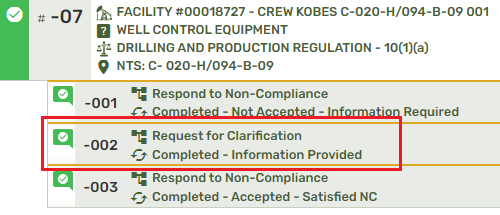 # -07 FACILITY #00018727 - CREW KOBES C-020-H/094-B-09 001
WELL CONTROL EQUIPMENT
DRILLING AND PRODUCTION REGULATION - 10(1)(a)
NTS: C- 020-H/094-B-09
-001 Respond to Non-Compliance
Completed - Not Accepted - Information Required
-002 Request for Clarification
Completed - Information Provided
-003 Respond to Non-Compliance
Completed - Accepted - Satisfied NC